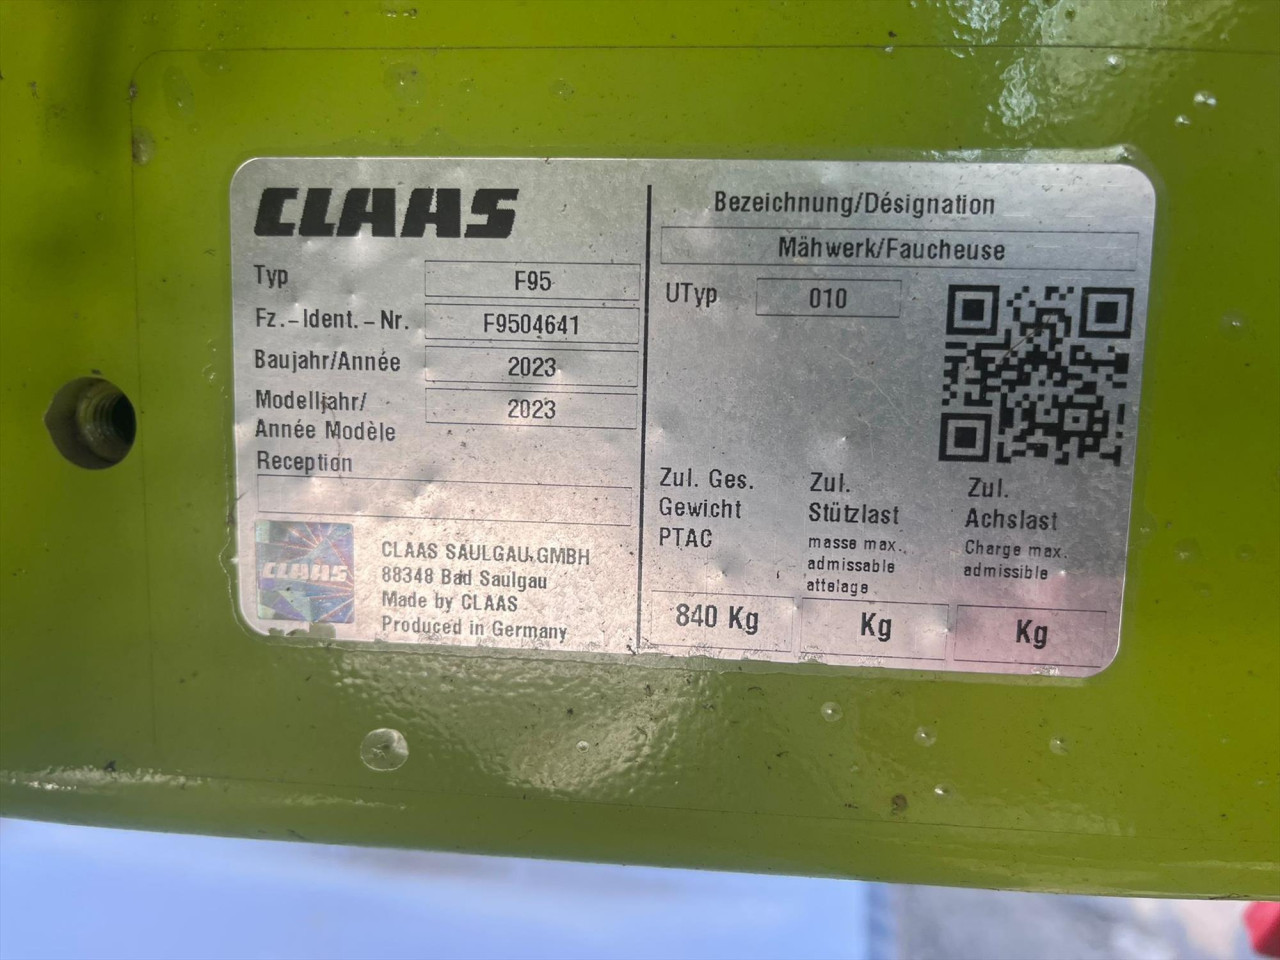 CLAAS
Typ F95
Fz.-Ident.-Nr. F9504641
Baujahr/Année 2023
Modelljahr/
Année Modèle 2023
Reception
CLAAS
CLAAS SAULGAU GMBH
88348 Bad Saulgau
Made by CLAAS
Produced in Germany
Bezeichnung/Désignation
Mähwerk/Faucheuse
UTyp 010
Zul. Ges.
Gewicht
PTAC
840 Kg
Zul.
Stützlast
masse max.
admissable
attelage
Kg
Zul.
Achslast
Charge max.
admissible
Kg